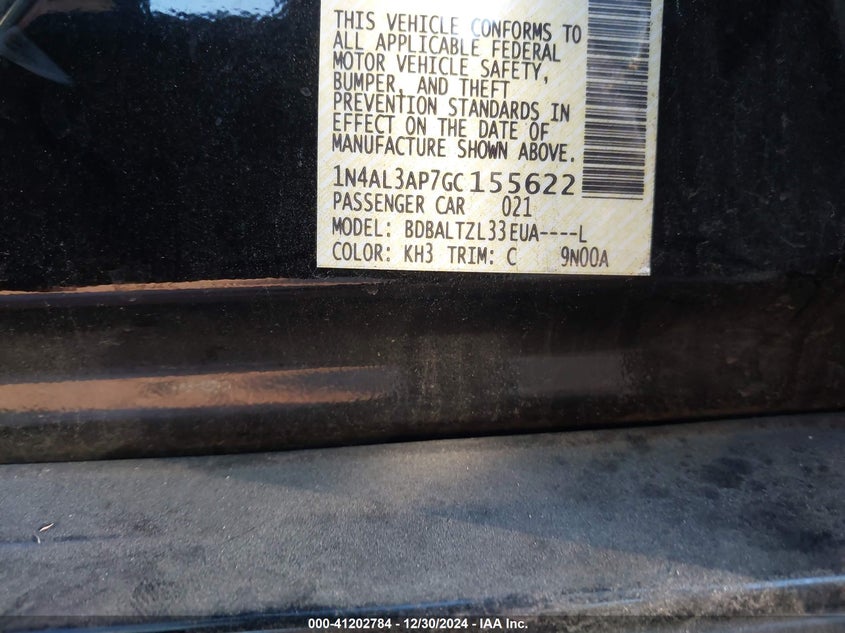 THIS VEHICLE CONFORMS TO
ALL APPLICABLE FEDERAL
MOTOR VEHICLE SAFETY,
BUMPER, AND THEFT
PREVENTION STANDARDS IN
EFFECT ON THE DATE OF
MANUFACTURE SHOWN ABOVE.
1N4AL3AP7GC155622
PASSENGER CAR 021
MODEL: BDBALTZL33EUA----L
COLOR: KH3 TRIM: C 9N00A
000-41202784 - 12/30/2024 - IAA Inc.